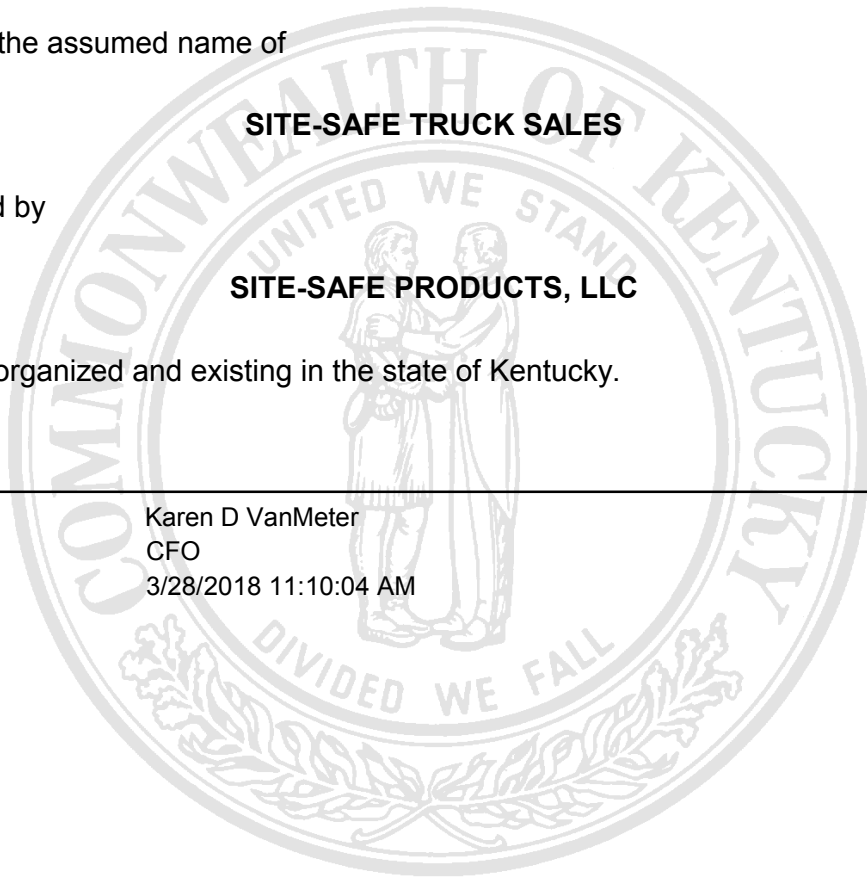 the assumed name of
SITE-SAFE TRUCK SALES
d by
SITE-SAFE PRODUCTS, LLC
organized and existing in the state of Kentucky.
Karen D VanMeter
CFO
3/28/2018 11:10:04 AM
COMMONWEALTH OF KENTUCKY
UNITED WE STAND
DIVIDED WE FALL